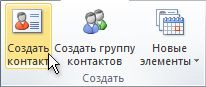 Создать Создать группу Новые
контакт контактов элементы
Создать